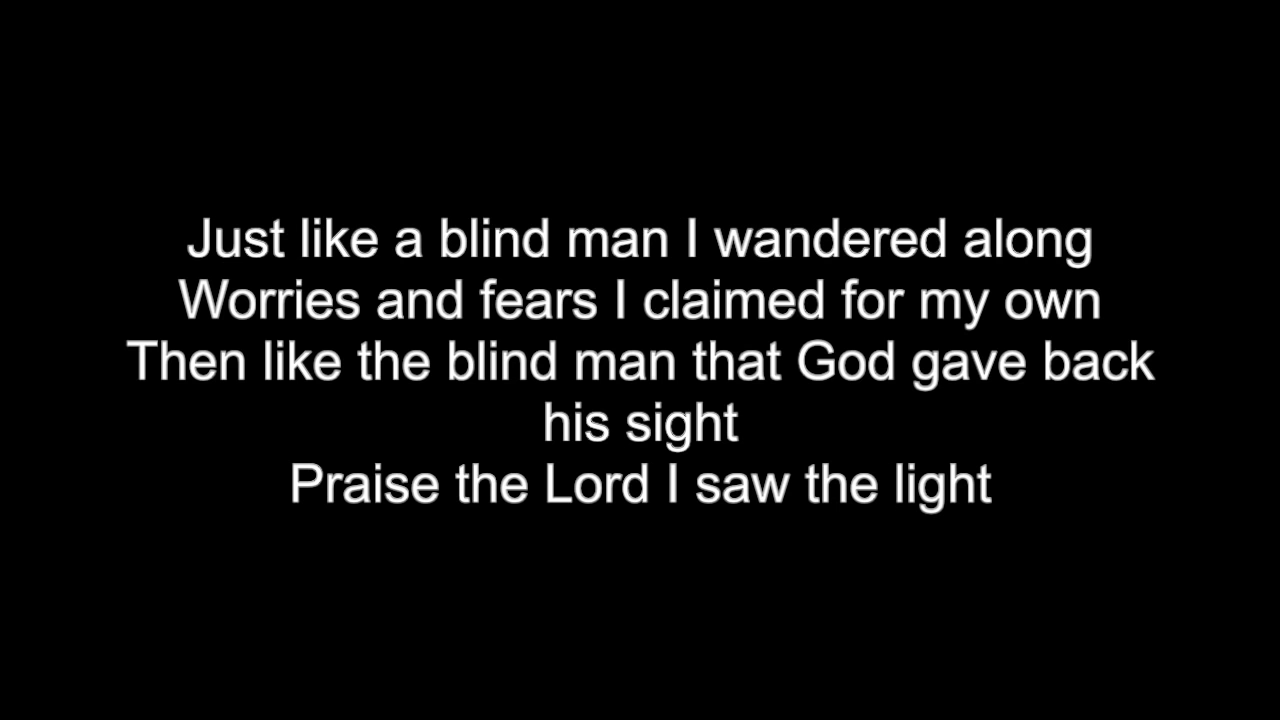 Just like a blind man I wandered along
Worries and fears I claimed for my own
Then like the blind man that God gave back
his sight
Praise the Lord I saw the light